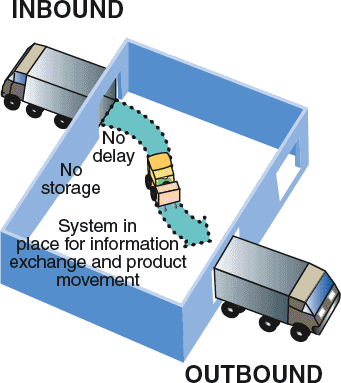 INBOUND
No
delay
No
storage
System in
place for information
exchange and product
movement
OUTBOUND